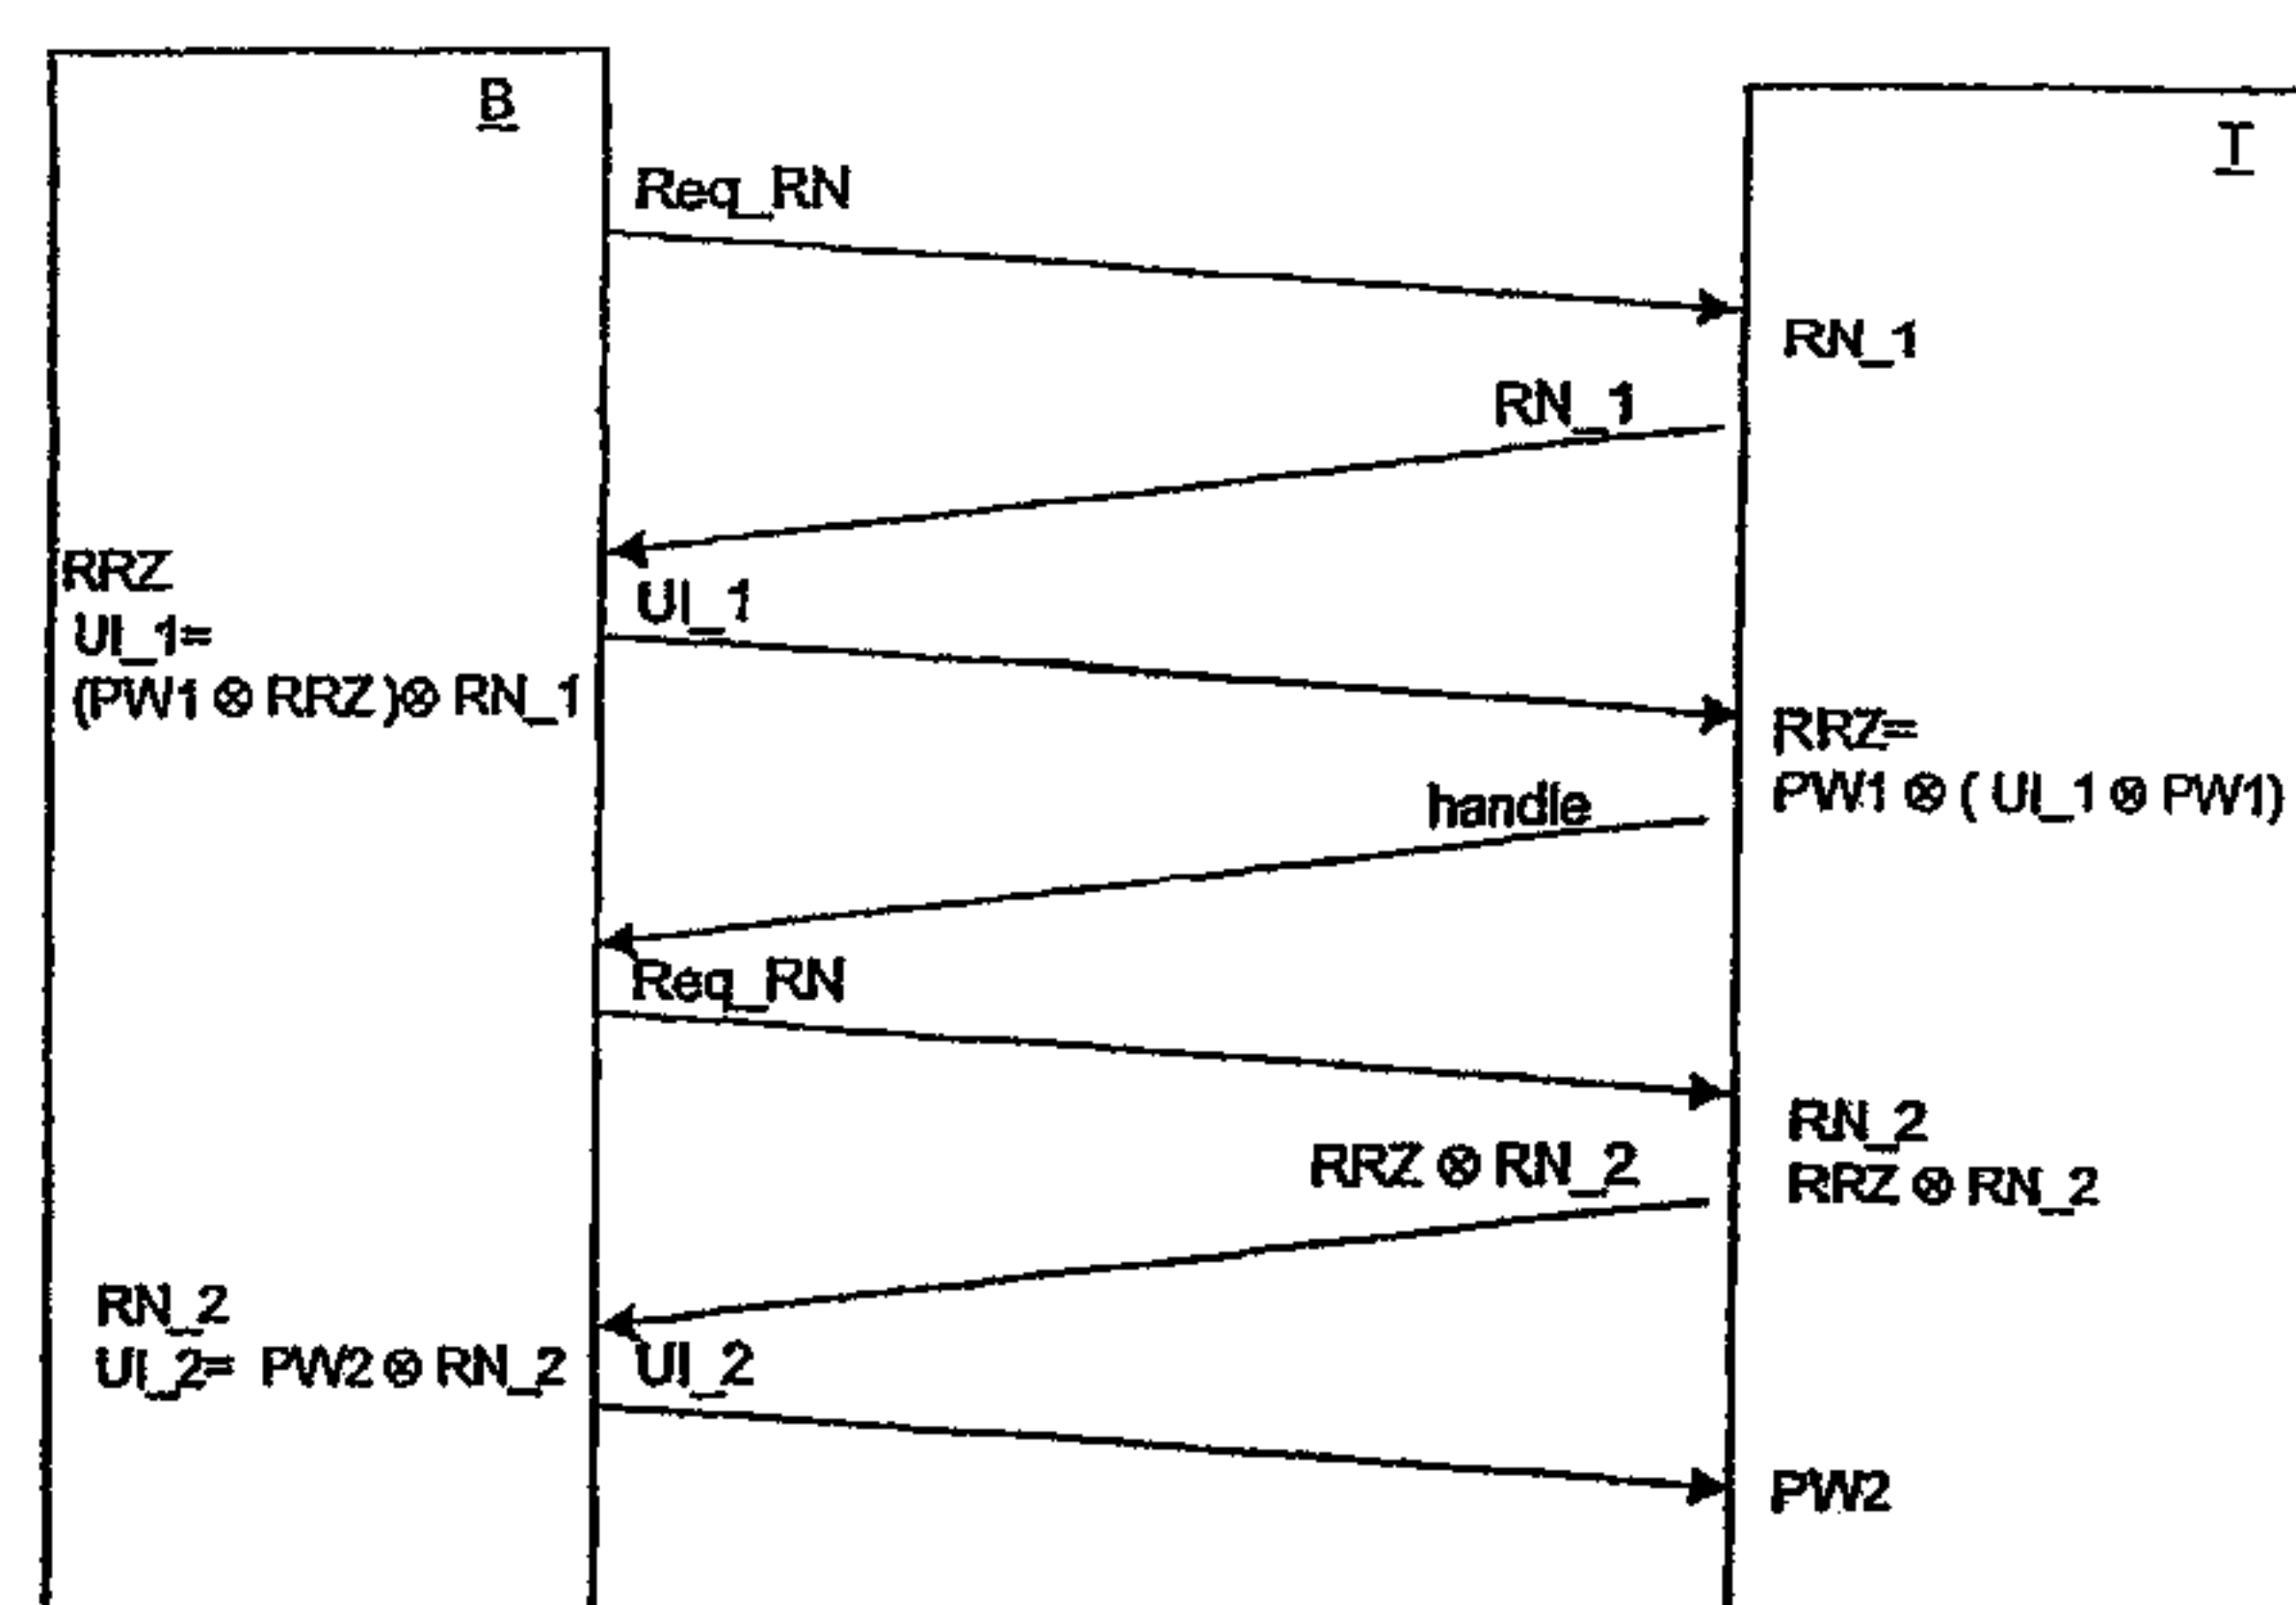 B
T
Req_RN
RN_1
RN_1
RRZ
UI_1=
(PW1 ⊗ RRZ )⊗ RN_1
UI_1
RRZ=
PW1 ⊗ ( UI_1 ⊗ PW1)
handle
Req_RN
RN_2
RRZ ⊗ RN_2
RRZ ⊗ RN_2
RN_2
UI_2= PW2 ⊗ RN_2
UI_2
PW2